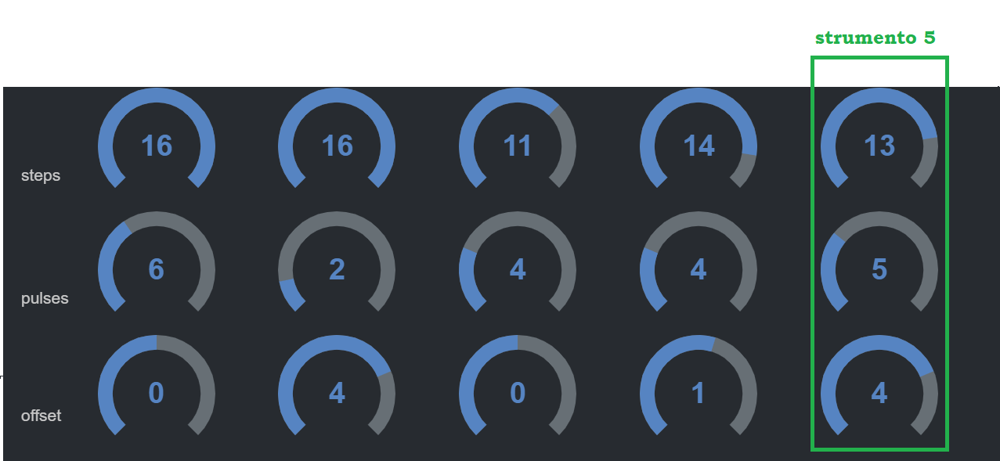 strumento 5
steps 16 16 11 14 13
pulses 6 2 4 4 5
offset 0 4 0 1 4